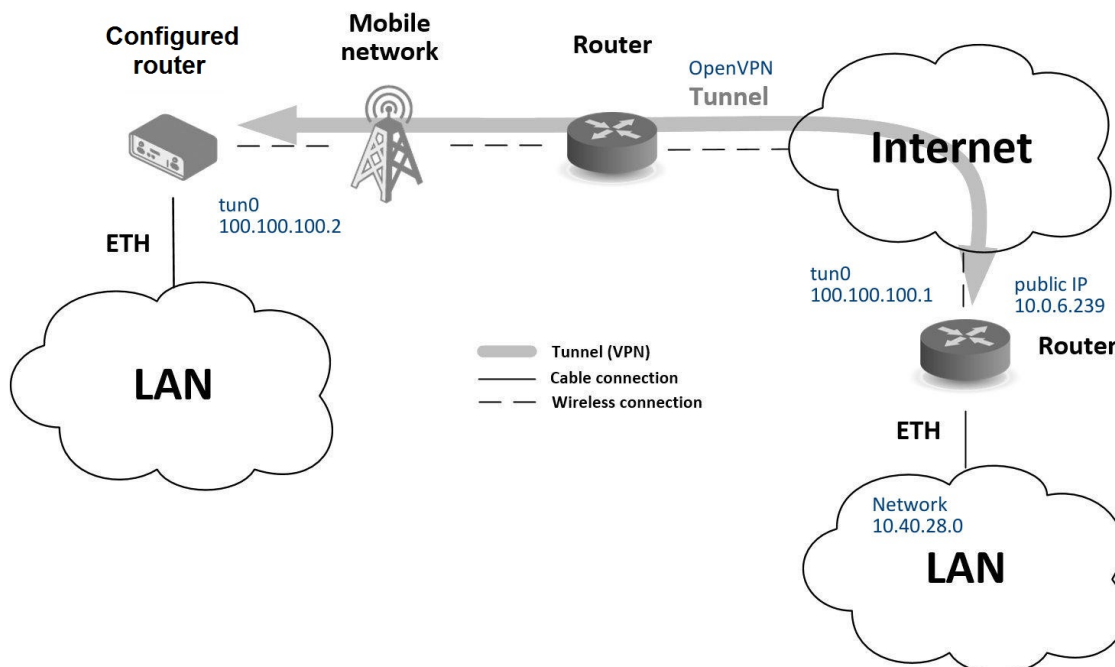 Configured
router
Mobile
network
Router
OpenVPN
Tunnel
Internet
tun0
100.100.100.2
ETH
tun0
100.100.100.1
public IP
10.0.6.239
Router
LAN
Tunnel (VPN)
Cable connection
Wireless connection
ETH
Network
10.40.28.0
LAN